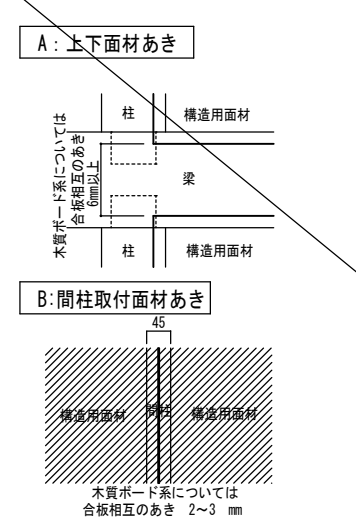 A：上下面材あき
柱
構造用面材
木質ボード系については
合板相互のあき
6mm以上
梁
柱
構造用面材
B:間柱取付面材あき
45
構造用面材
間柱
構造用面材
木質ボード系については
合板相互のあき 2～3 mm